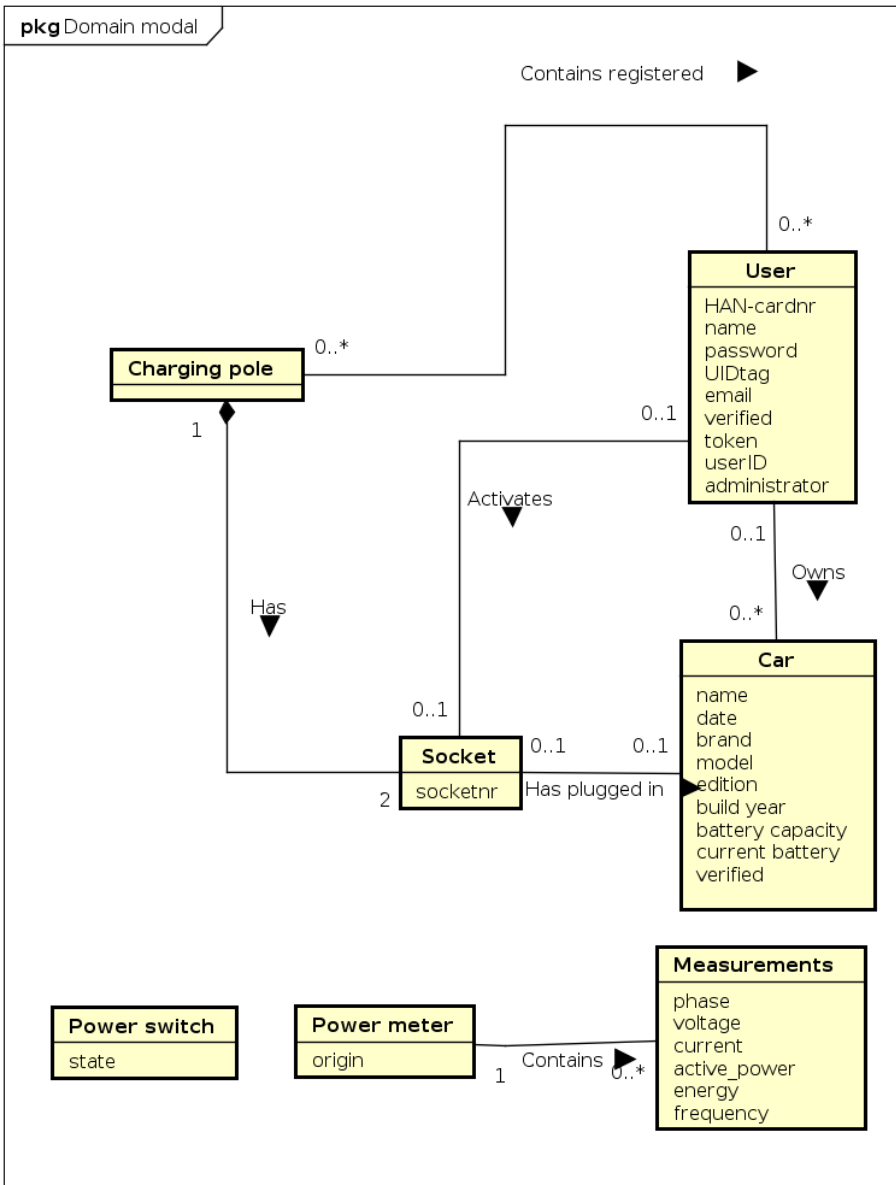 pkg Domain modal
Contains registered
0..*
User
HAN-cardnr
name
password
UIDtag
email
verified
token
userID
administrator
0..*
Charging pole
1
0..1
Activates
0..1
Owns
0..*
Has
Car
name
date
brand
model
edition
build year
battery capacity
current battery
verified
0..1
0..1
0..1
Socket
socketnr
Has plugged in
2
Measurements
phase
voltage
current
active_power
energy
frequency
Power switch
state
Power meter
origin
Contains
1
0..*